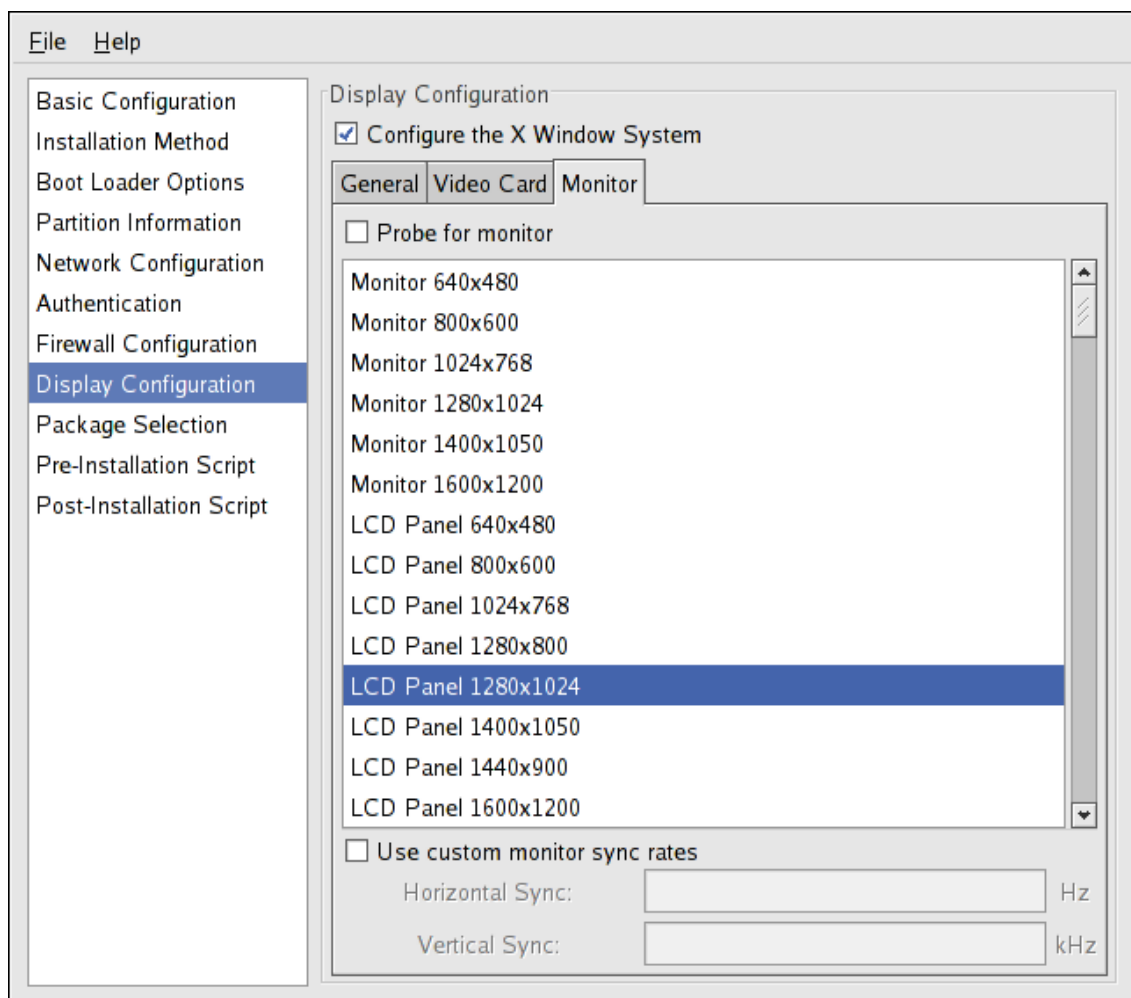 File Help
Basic Configuration
Installation Method
Boot Loader Options
Partition Information
Network Configuration
Authentication
Firewall Configuration
Display Configuration
Package Selection
Pre-Installation Script
Post-Installation Script
Display Configuration
Configure the X Window System
General Video Card Monitor
Probe for monitor
Monitor 640x480
Monitor 800x600
Monitor 1024x768
Monitor 1280x1024
Monitor 1400x1050
Monitor 1600x1200
LCD Panel 640x480
LCD Panel 800x600
LCD Panel 1024x768
LCD Panel 1280x800
LCD Panel 1280x1024
LCD Panel 1400x1050
LCD Panel 1440x900
LCD Panel 1600x1200
Use custom monitor sync rates
Horizontal Sync: Hz
Vertical Sync: kHz